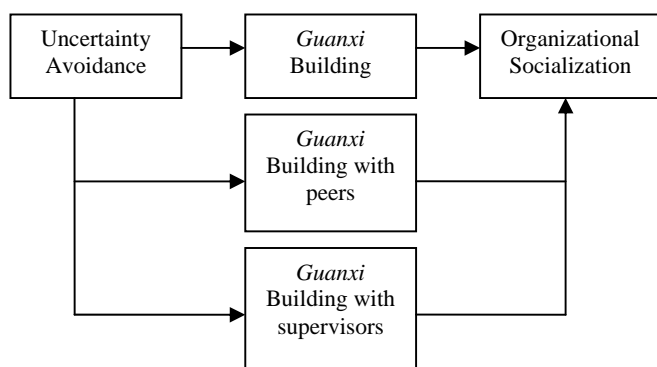 Uncertainty
Avoidance
Guanxi
Building
Organizational
Socialization
Guanxi
Building with
peers
Guanxi
Building with
supervisors